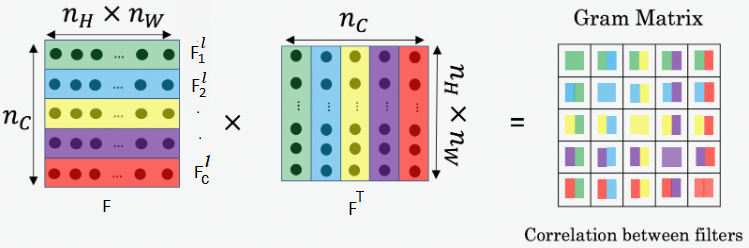 n_H × n_W
n_C
F_1^l
F_2^l
.
.
F_C^l
F
×
n_C
n_H × n_W
F^T
=
Gram Matrix
Correlation between filters